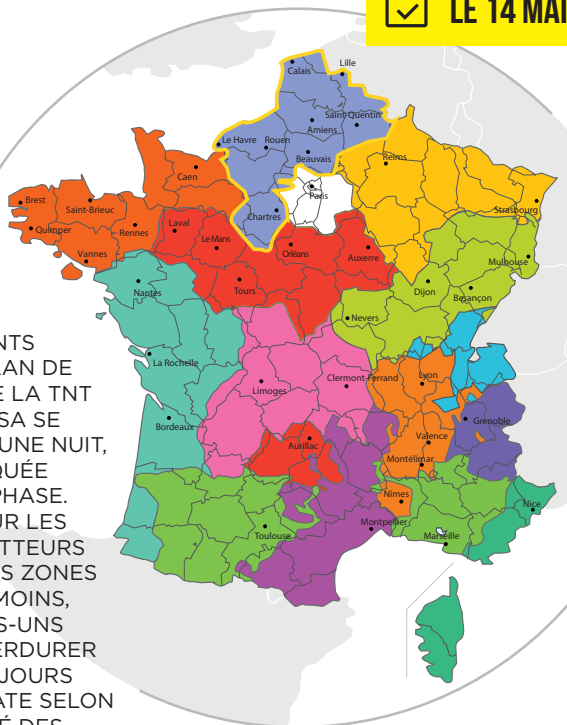 LE 14 MAI
Calais
Lille
Saint-Quentin
Amiens
Le Havre
Rouen
Beauvais
Reims
Caen
Paris
Brest
Saint-Brieuc
Strasbourg
Chartres
Quimper
Rennes
Laval
Le Mans
Orléans
Auxerre
Vannes
Mulhouse
Tours
Dijon
Besançon
Nantes
Nevers
La Rochelle
Limoges
Clermont-Ferrand
Lyon
Bordeaux
Grenoble
Aurillac
Valence
Montélimar
Nîmes
Nice
Toulouse
Montpellier
Marseille
NTS
LAN DE
E LA TNT
SA SE
UNE NUIT,
QUÉE
PHASE.
UR LES
TTEURS
S ZONES
MOINS,
S-UNS
ERDURER
JOURS
ATE SELON
É DES